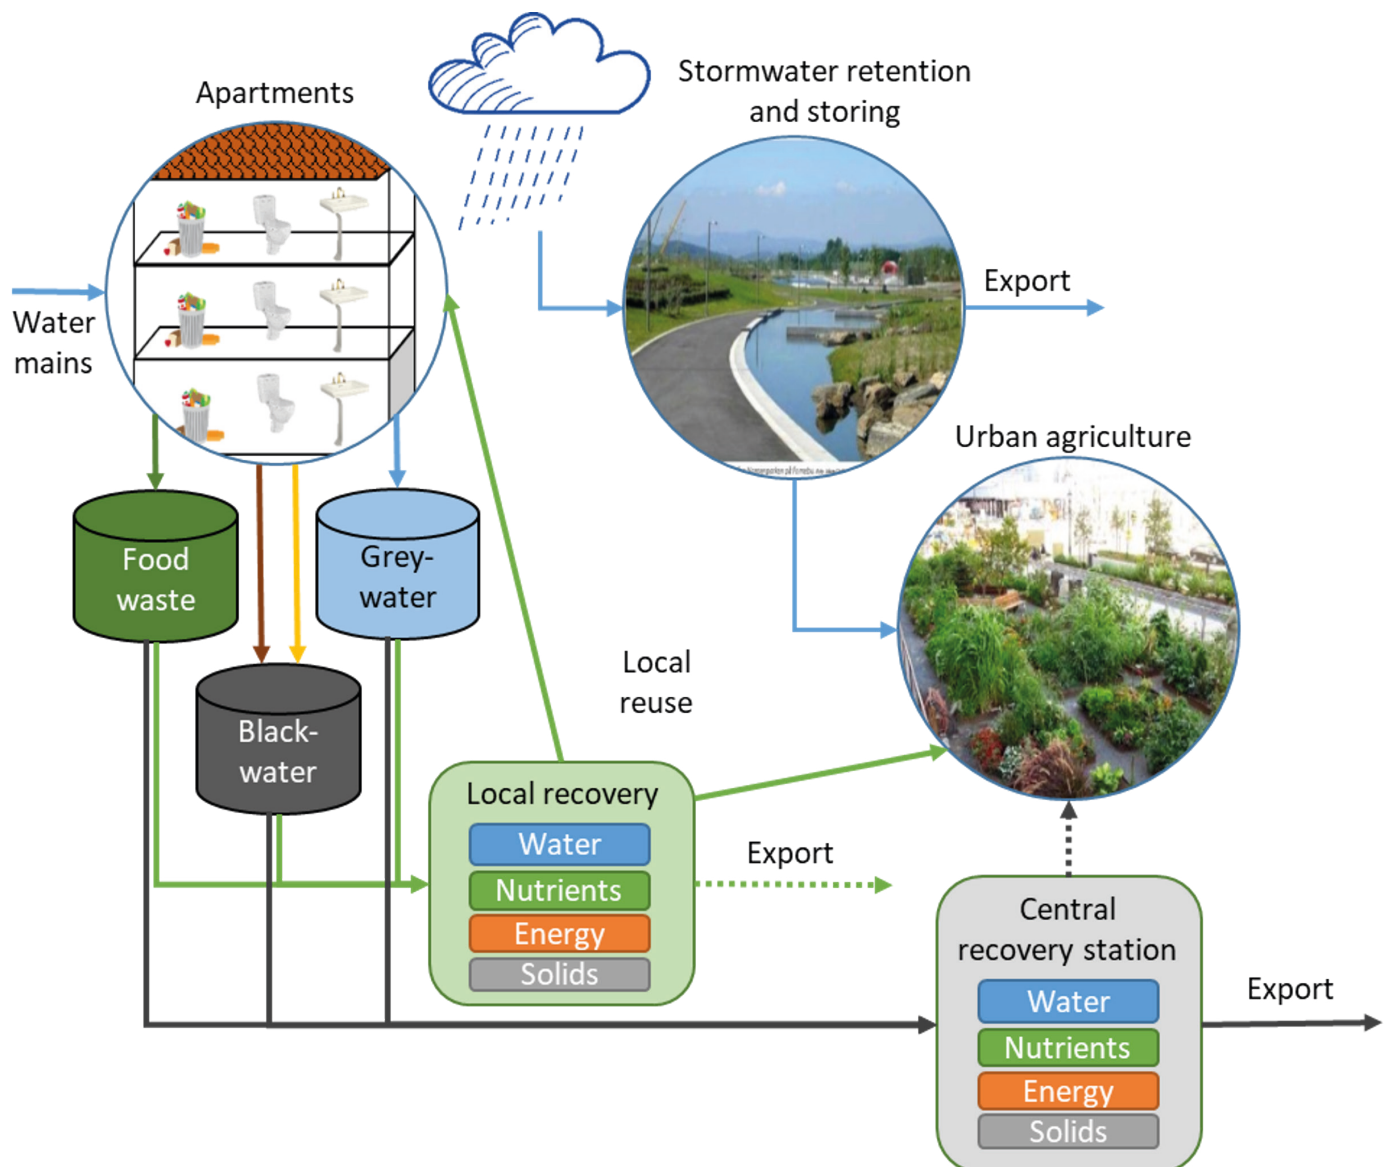 Apartments
Stormwater retention
and storing
Water
mains
Export
Urban agriculture
Food
waste
Grey-
water
Black-
water
Local
reuse
Local recovery
Water
Nutrients
Energy
Solids
Export
Central
recovery station
Water
Nutrients
Energy
Solids
Export